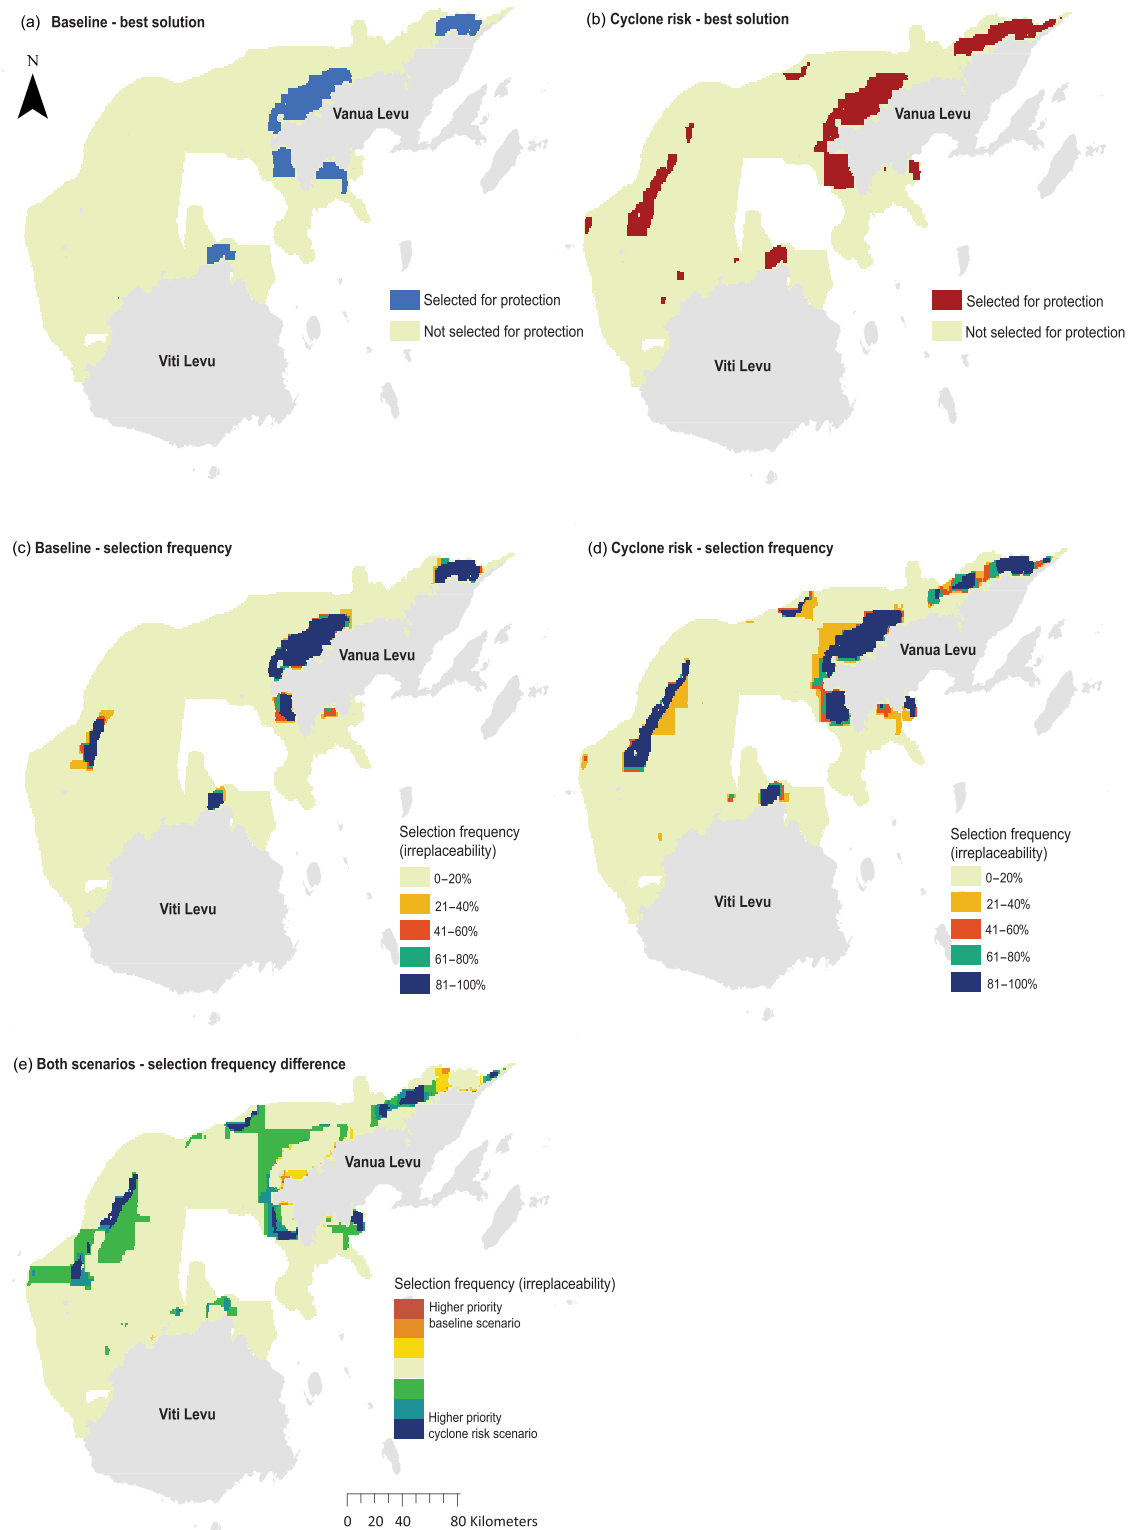 (a) Baseline - best solution
N
Vanua Levu
Selected for protection
Not selected for protection
Viti Levu
(b) Cyclone risk - best solution
Vanua Levu
Selected for protection
Not selected for protection
Viti Levu
(c) Baseline - selection frequency
Vanua Levu
Selection frequency
(irreplaceability)
0–20%
21–40%
41–60%
61–80%
81–100%
Viti Levu
(d) Cyclone risk - selection frequency
Vanua Levu
Selection frequency
(irreplaceability)
0–20%
21–40%
41–60%
61–80%
81–100%
Viti Levu
(e) Both scenarios - selection frequency difference
Vanua Levu
Selection frequency (irreplaceability)
Higher priority
baseline scenario
Higher priority
cyclone risk scenario
Viti Levu
0 20 40 80 Kilometers